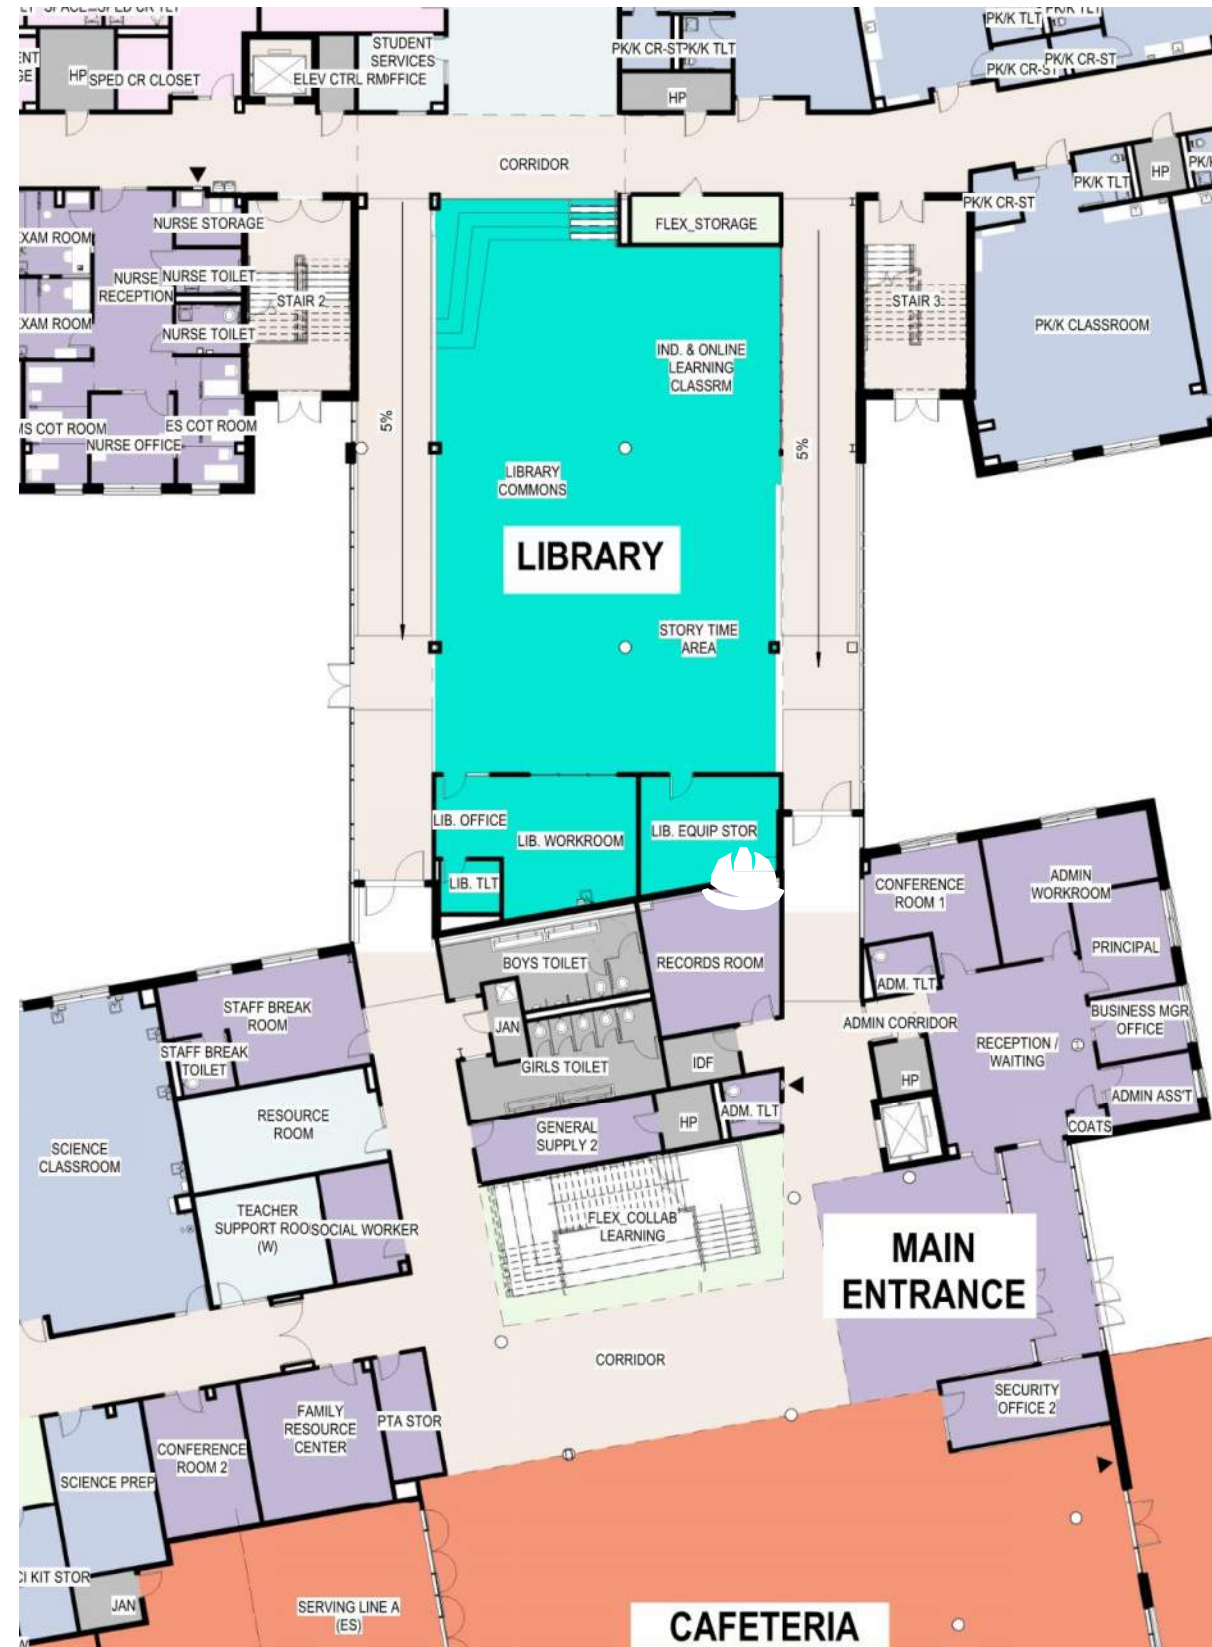 STUDENT
SERVICES
OFFICE
ELEV CTRL RM
HP
SPED CR CLOSET
PK/K CR-ST
PK/K TLT
HP
PK/K TLT
PK/K CR-ST
PK/K CR-ST
CORRIDOR
PK/K CR-ST
PK/K TLT
HP
NURSE STORAGE
FLEX_STORAGE
EXAM ROOM
NURSE
RECEPTION
NURSE TOILET
STAIR 2
STAIR 3
EXAM ROOM
NURSE TOILET
PK/K CLASSROOM
IND. & ONLINE
LEARNING
CLASSRM
5%
5%
MS COT ROOM
ES COT ROOM
NURSE OFFICE
LIBRARY
COMMONS
LIBRARY
STORY TIME
AREA
LIB. OFFICE
LIB. WORKROOM
LIB. EQUIP STOR
LIB. TLT
CONFERENCE
ROOM 1
ADMIN
WORKROOM
PRINCIPAL
BOYS TOILET
RECORDS ROOM
ADM. TLT
STAFF BREAK
ROOM
STAFF BREAK
TOILET
JAN
GIRLS TOILET
IDF
ADMIN CORRIDOR
RECEPTION /
WAITING
BUSINESS MGR
OFFICE
HP
ADMIN ASS'T
COATS
RESOURCE
ROOM
GENERAL
SUPPLY 2
HP
ADM. TLT
SCIENCE
CLASSROOM
TEACHER
SUPPORT ROO
(W)
SOCIAL WORKER
FLEX_COLLAB
LEARNING
MAIN
ENTRANCE
CORRIDOR
SECURITY
OFFICE 2
FAMILY
RESOURCE
CENTER
PTA STOR
CONFERENCE
ROOM 2
SCIENCE PREP
CI KIT STOR
JAN
SERVING LINE A
(ES)
CAFETERIA